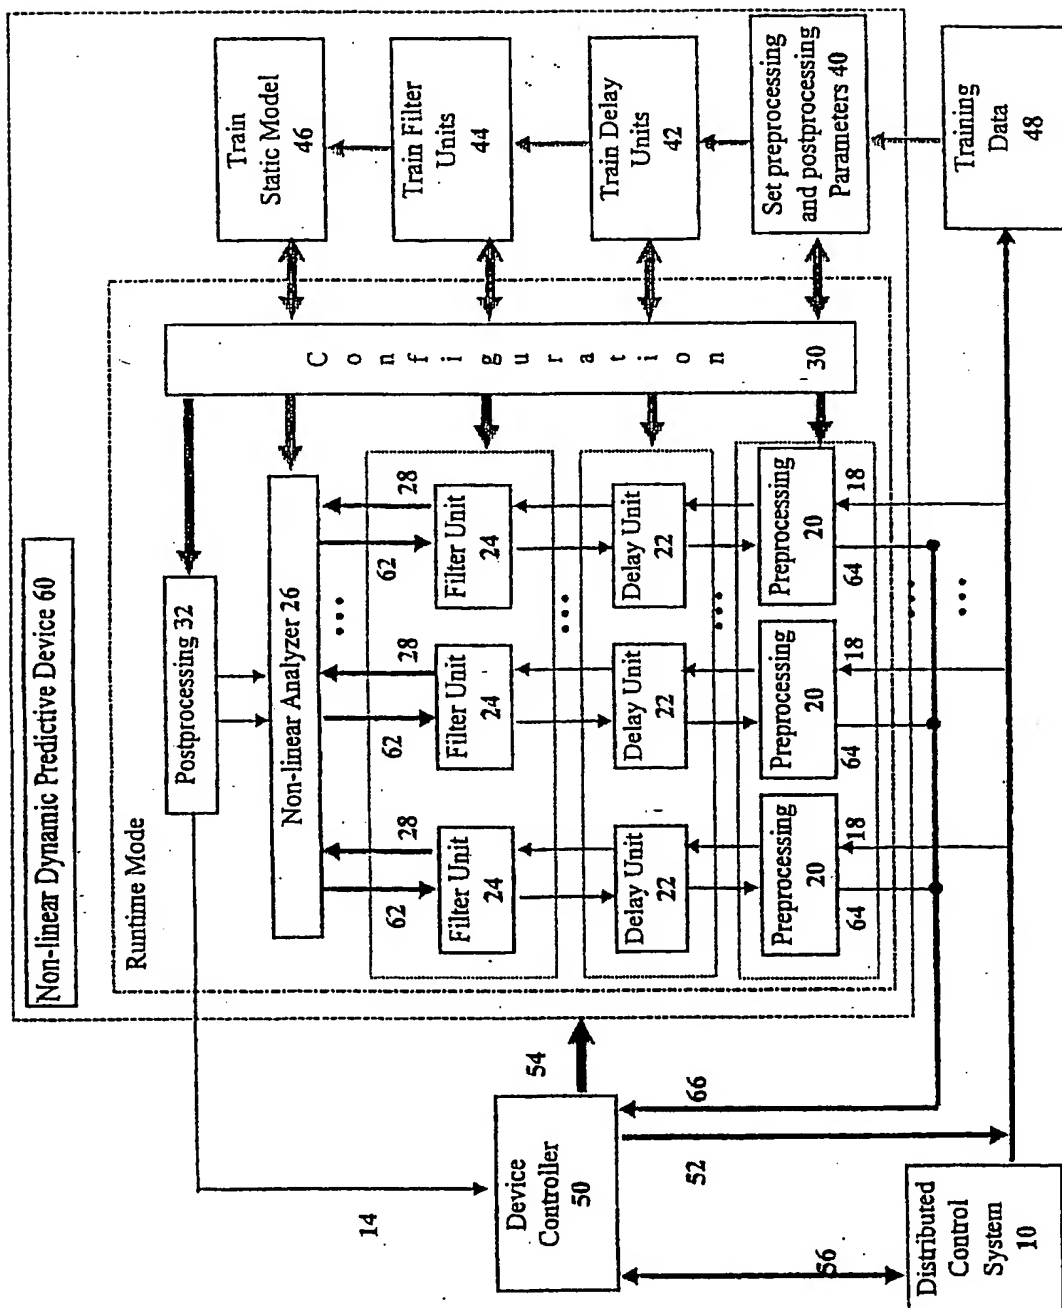 Non-linear Dynamic Predictive Device 60
Runtime Mode
Postprocessing 32
Non-linear Analyzer 26
62
28
62
28
62
28
•••
Filter Unit
24
Filter Unit
24
Filter Unit
24
•••
Delay Unit
22
Delay Unit
22
Delay Unit
22
•••
Preprocessing
20
Preprocessing
20
Preprocessing
20
64
18
64
18
64
18
•••
•••
Configuration
30
Train
Static Model
46
Train Filter
Units
44
Train Delay
Units
42
Set preprocessing
and postprocessing
Parameters 40
Training
Data
48
14
Device
Controller
50
54
66
52
56
Distributed
Control
System
10